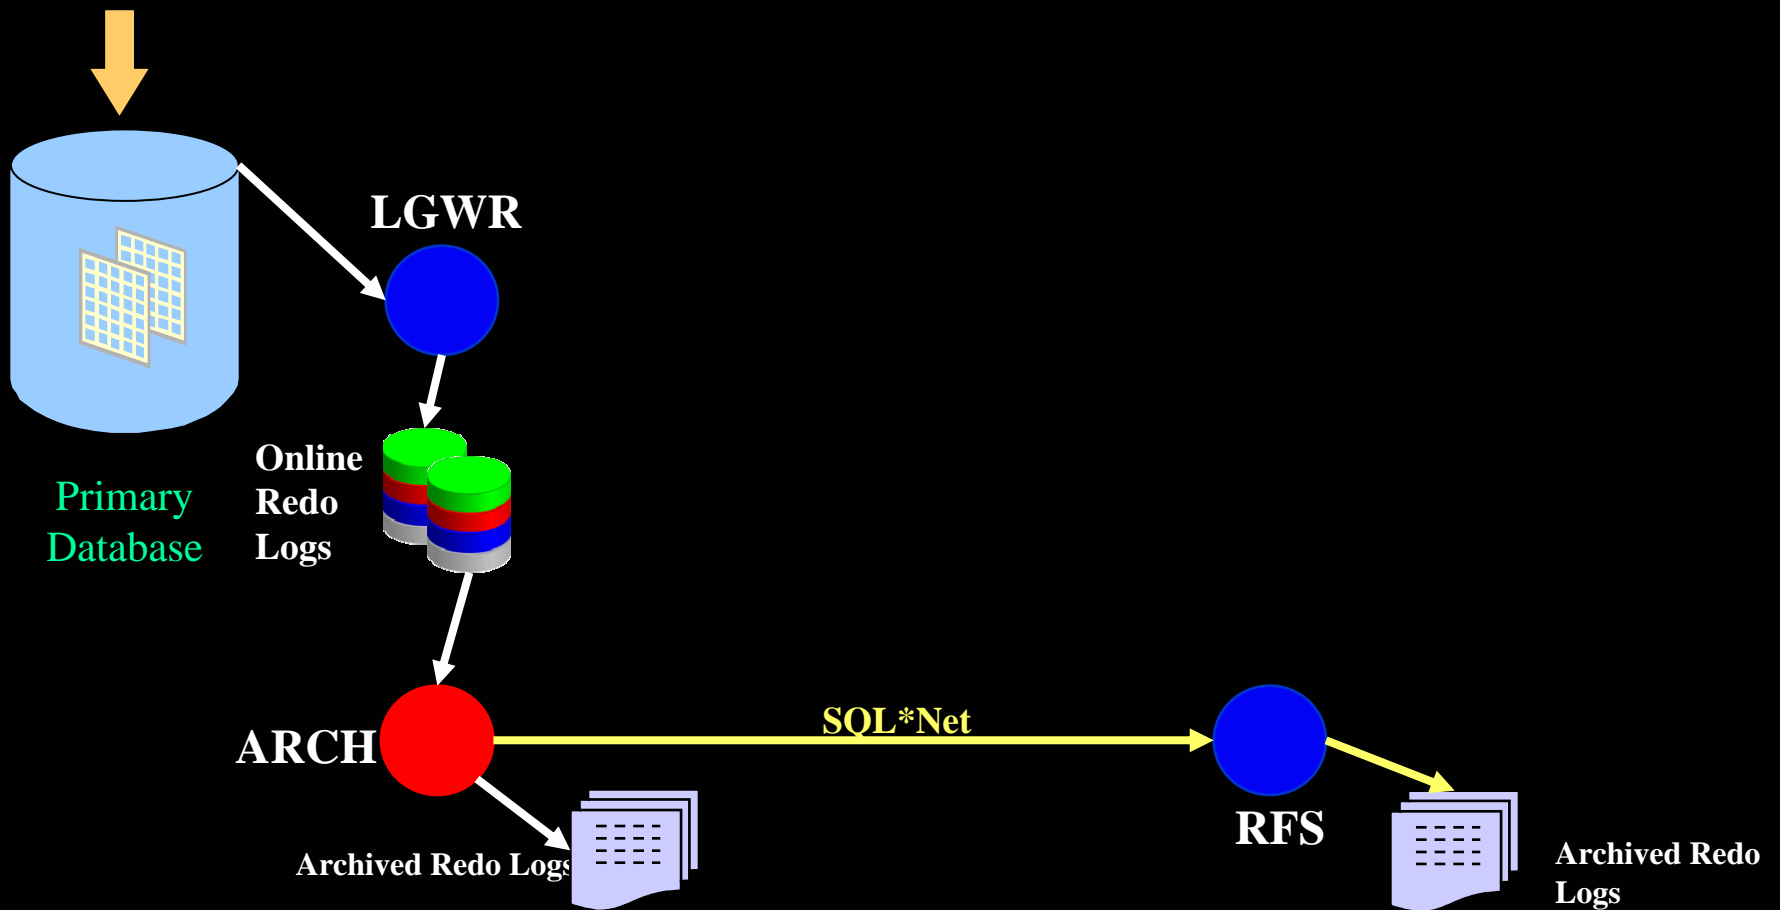 LGWR
Online
Redo
Logs
Primary
Database
SQL*Net
ARCH
RFS
Archived Redo Logs
Archived Redo
Logs